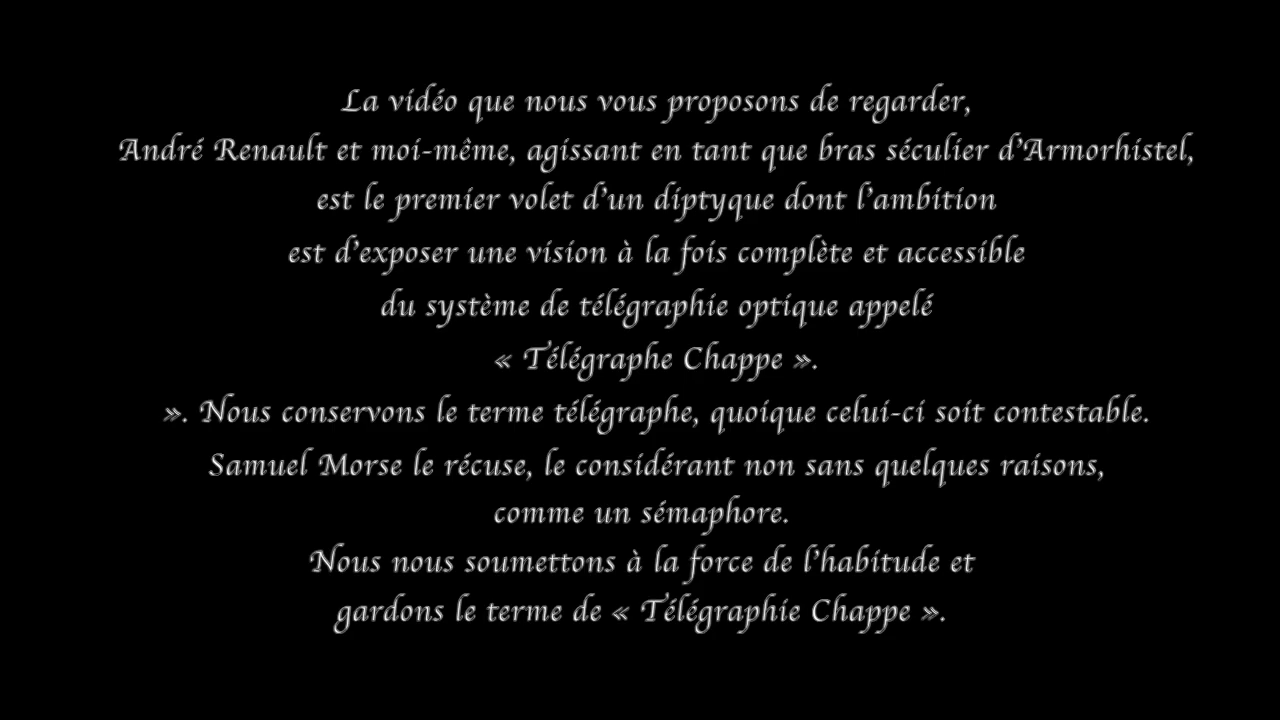 La vidéo que nous vous proposons de regarder,
André Renault et moi-même, agissant en tant que bras séculier d'Armorhistel,
est le premier volet d'un diptyque dont l'ambition
est d'exposer une vision à la fois complète et accessible
du système de télégraphie optique appelé
« Télégraphe Chappe ».
». Nous conservons le terme télégraphe, quoique celui-ci soit contestable.
Samuel Morse le récuse, le considérant non sans quelques raisons,
comme un sémaphore.
Nous nous soumettons à la force de l'habitude et
gardons le terme de « Télégraphie Chappe ».